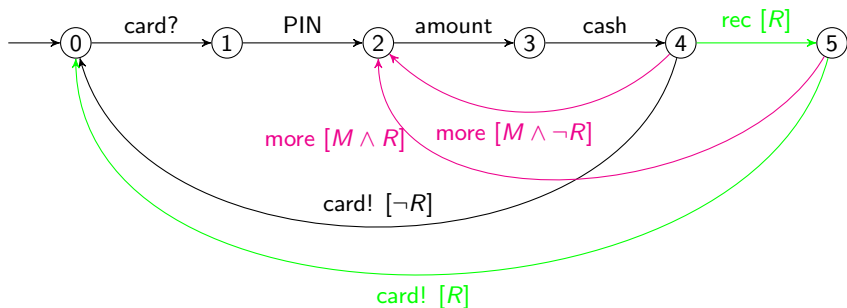 card? PIN amount cash rec [R]
0 1 2 3 4 5
more [M ∧ R] more [M ∧ ¬R]
card! [¬R]
card! [R]